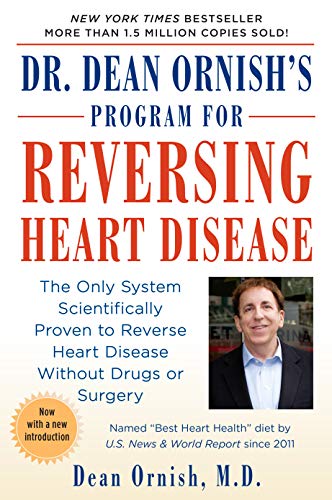 NEW YORK TIMES BESTSELLER
MORE THAN 1.5 MILLION COPIES SOLD!
DR. DEAN ORNISH'S
PROGRAM FOR
REVERSING
HEART DISEASE
The Only System
Scientifically
Proven to Reverse
Heart Disease
Without Drugs or
Surgery
Now with a new
introduction
Named “Best Heart Health” diet by
U.S. News & World Report since 2011
Dean Ornish, M.D.